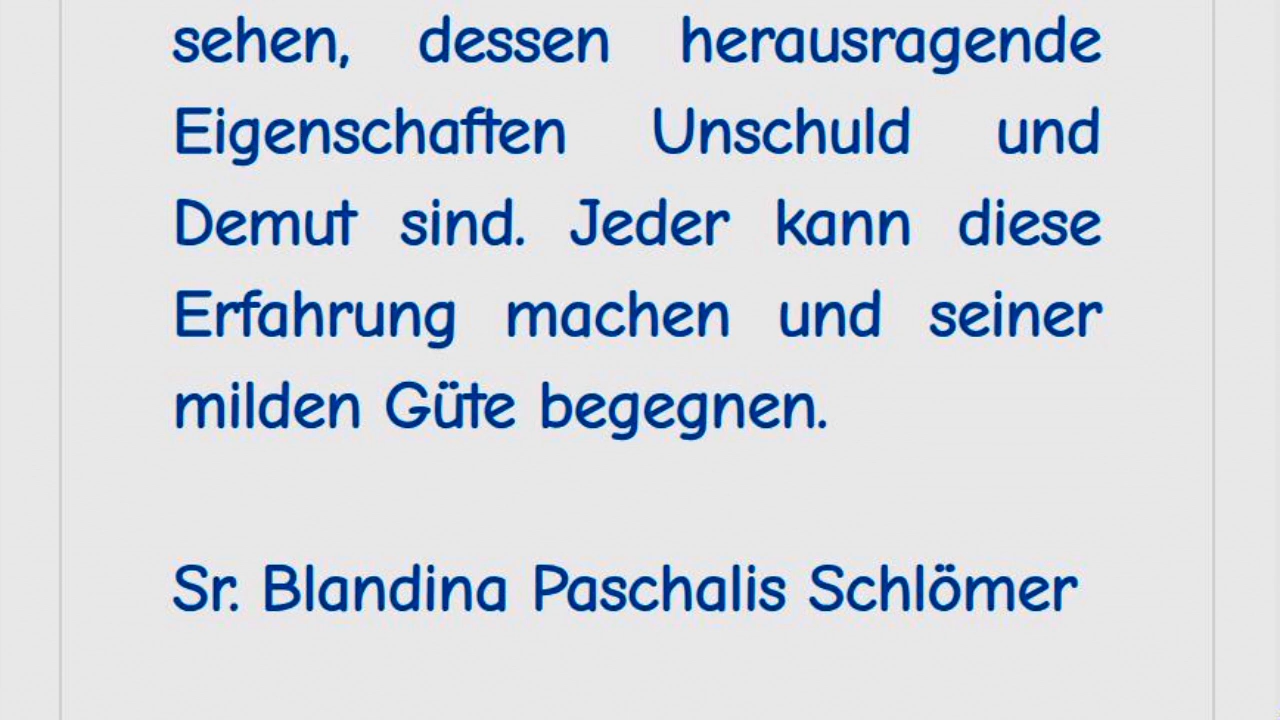 sehen, dessen herausragende
Eigenschaften Unschuld und
Demut sind. Jeder kann diese
Erfahrung machen und seiner
milden Güte begegnen.
Sr. Blandina Paschalis Schlömer